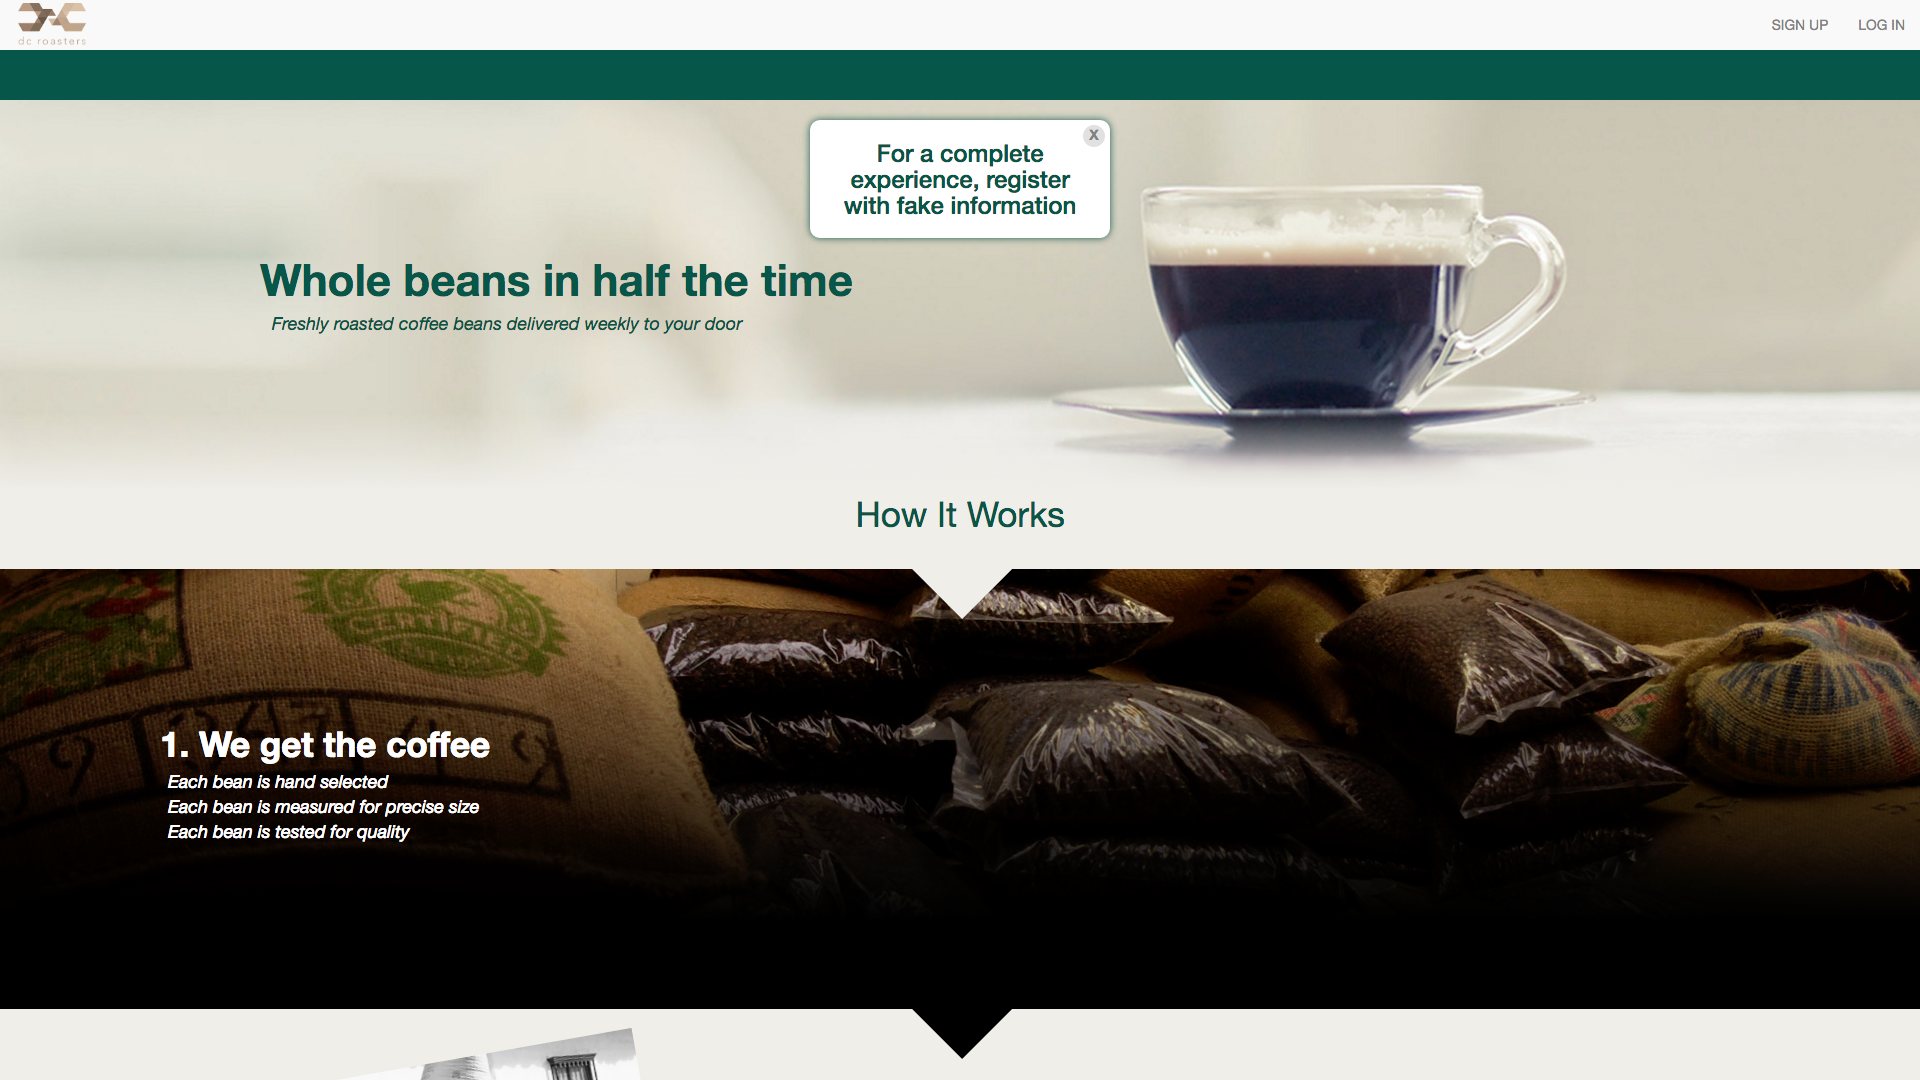 dc roasters
SIGN UP
LOG IN
X
For a complete
experience, register
with fake information
Whole beans in half the time
Freshly roasted coffee beans delivered weekly to your door
How It Works
CERTIFIED
1. We get the coffee
Each bean is hand selected
Each bean is measured for precise size
Each bean is tested for quality